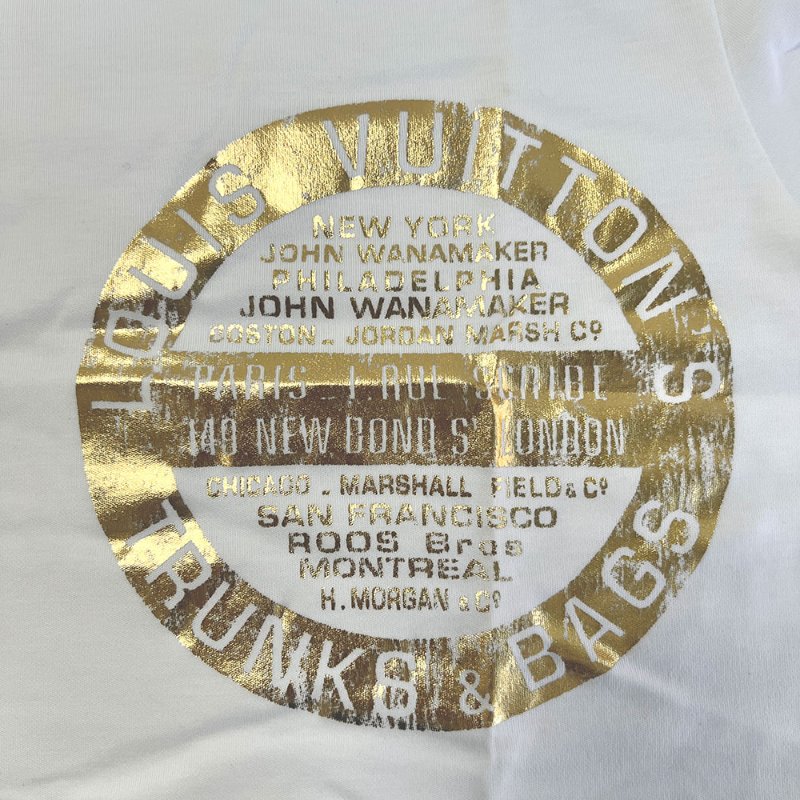 LOUIS VUITTON'S
NEW YORK
JOHN WANAMAKER
PHILADELPHIA
JOHN WANAMAKER
BOSTON _ JORDAN MARSH Cº
PARIS _ 1. RUE SCRIBE
149 NEW BOND Sᵗ LONDON
CHICAGO _ MARSHALL FIELD & Cº
SAN FRANCISCO
ROOS Bros
MONTREAL
H. MORGAN & Cº
TRUNKS & BAGS